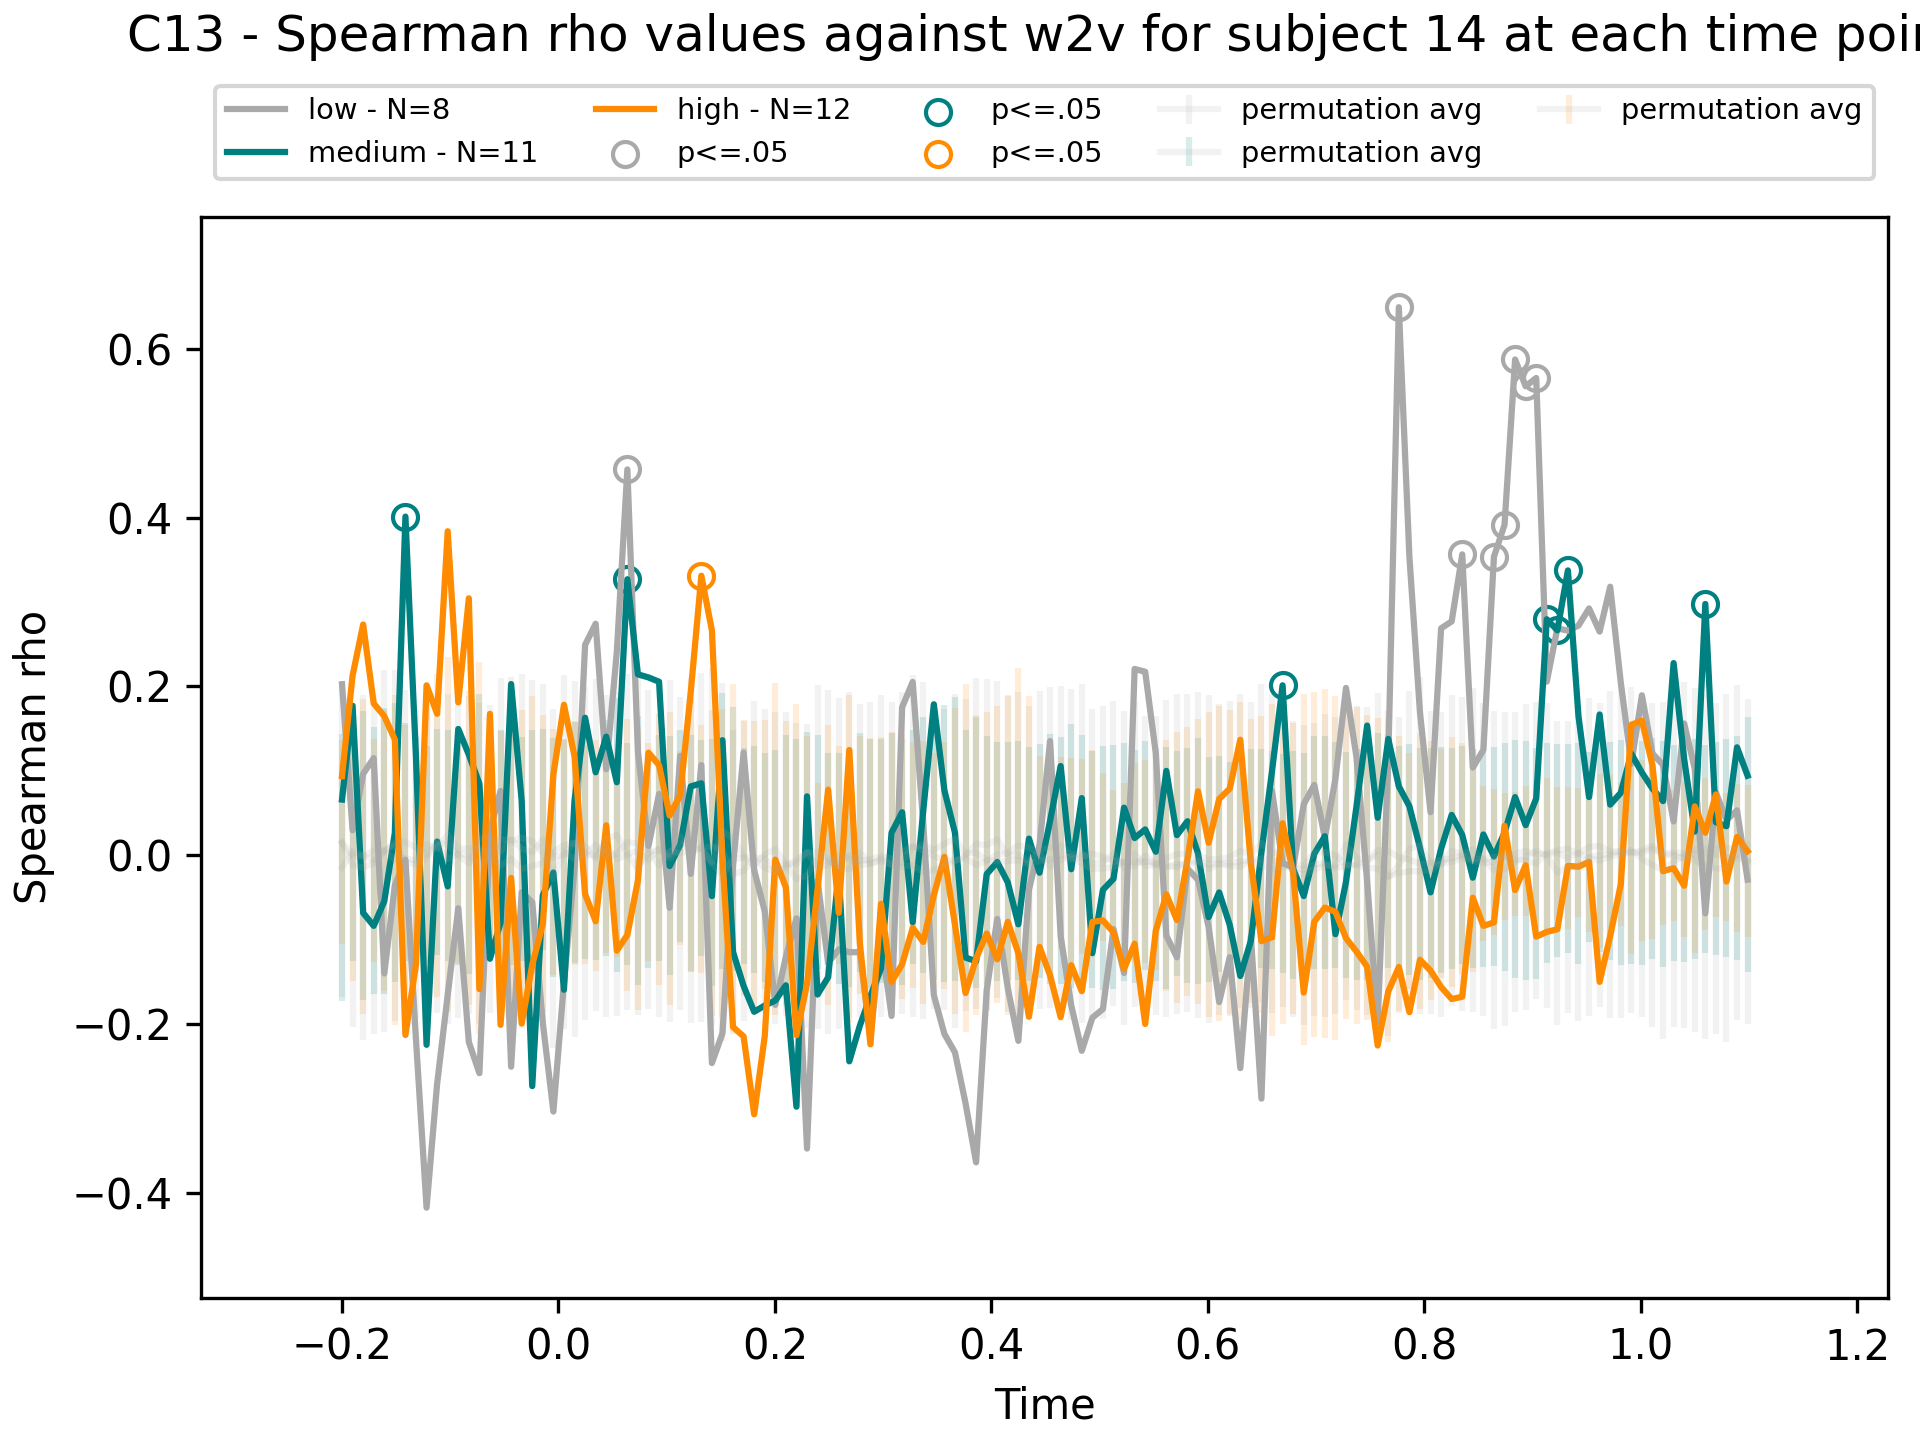 C13 - Spearman rho values against w2v for subject 14 at each time poi
low - N=8
medium - N=11
high - N=12
p<=.05
p<=.05
p<=.05
permutation avg
permutation avg
permutation avg
Spearman rho
0.6
0.4
0.2
0.0
−0.2
−0.4
−0.2
0.0
0.2
0.4
0.6
0.8
1.0
1.2
Time